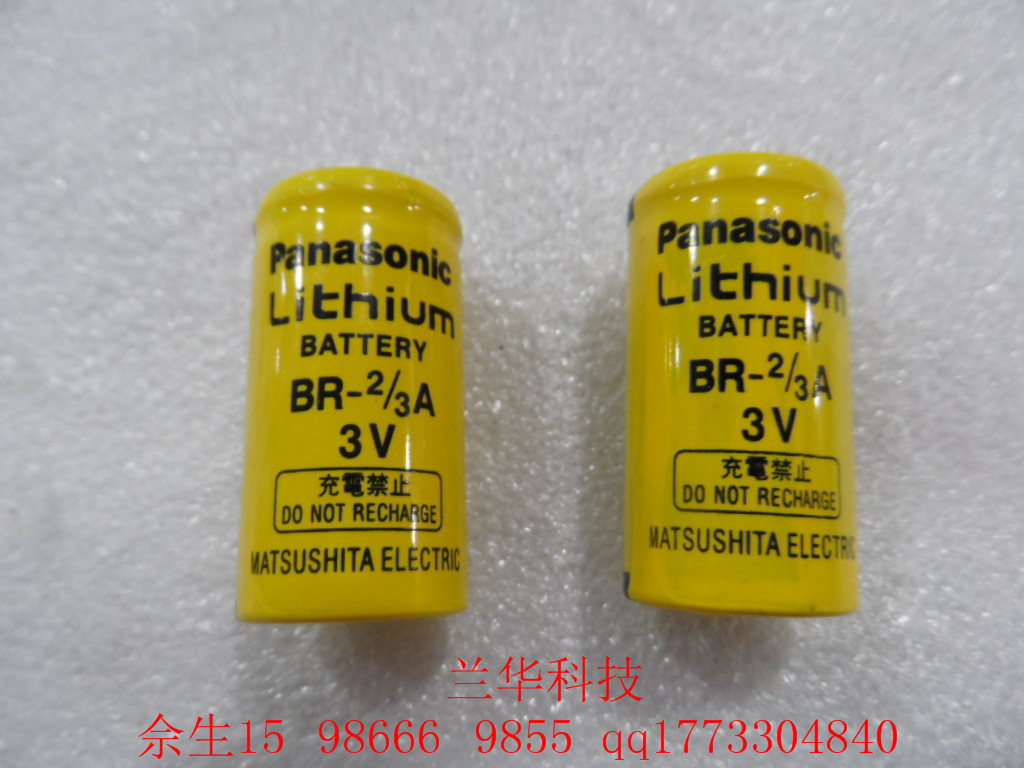 Panasonic
Lithium
BATTERY
BR-2/3A
3V
充電禁止
DO NOT RECHARGE
MATSUSHITA ELECTRIC
Panasonic
Lithium
BATTERY
BR-2/3A
3V
充電禁止
DO NOT RECHARGE
MATSUSHITA ELECTRIC
兰华科技
余生15 98666 9855 qq1773304840